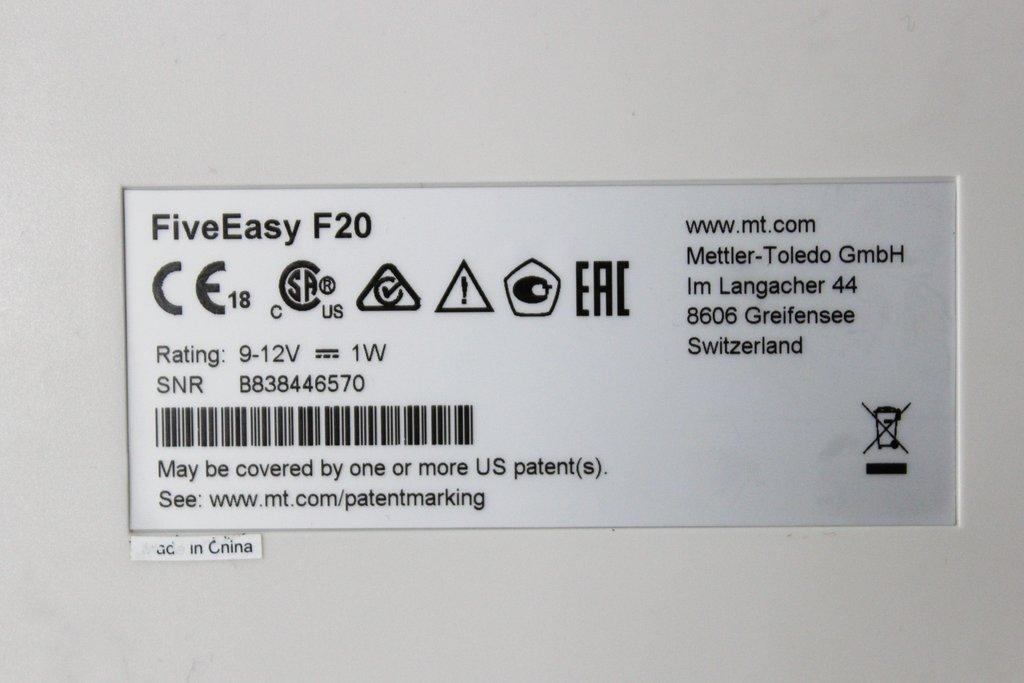 FiveEasy F20
CE 18 C SA® US EAC
Rating: 9-12V 1W
SNR B838446570
May be covered by one or more US patent(s).
See: www.mt.com/patentmarking
www.mt.com
Mettler-Toledo GmbH
Im Langacher 44
8606 Greifensee
Switzerland
in China